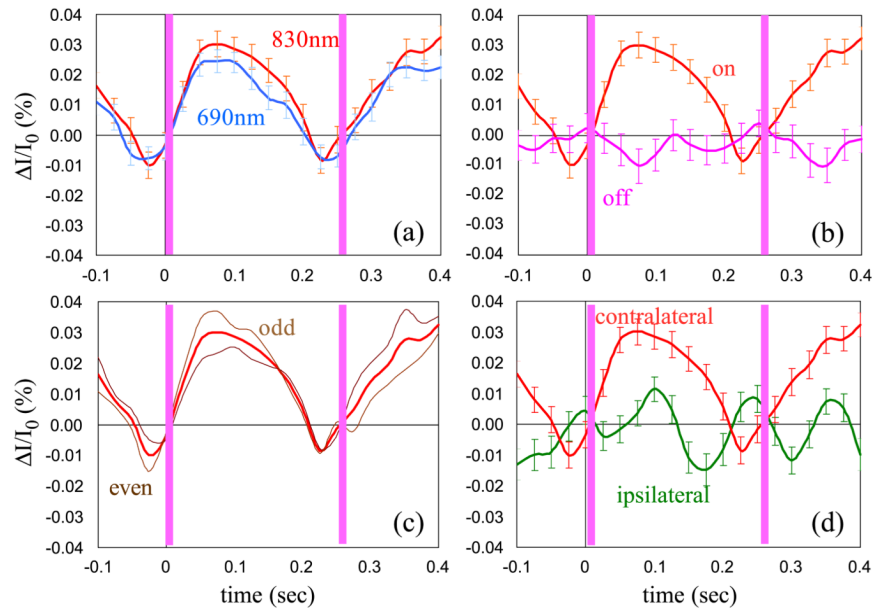 0.04
0.03
0.02
0.01
0.00
-0.01
-0.02
-0.03
-0.04
ΔI/I₀ (%)
830nm
690nm
(a)
-0.1 0 0.1 0.2 0.3 0.4
0.04
0.03
0.02
0.01
0.00
-0.01
-0.02
-0.03
-0.04
on
off
(b)
-0.1 0 0.1 0.2 0.3 0.4
0.04
0.03
0.02
0.01
0.00
-0.01
-0.02
-0.03
-0.04
ΔI/I₀ (%)
odd
even
(c)
-0.1 0 0.1 0.2 0.3 0.4
time (sec)
0.04
0.03
0.02
0.01
0.00
-0.01
-0.02
-0.03
-0.04
contralateral
ipsilateral
(d)
-0.1 0 0.1 0.2 0.3 0.4
time (sec)